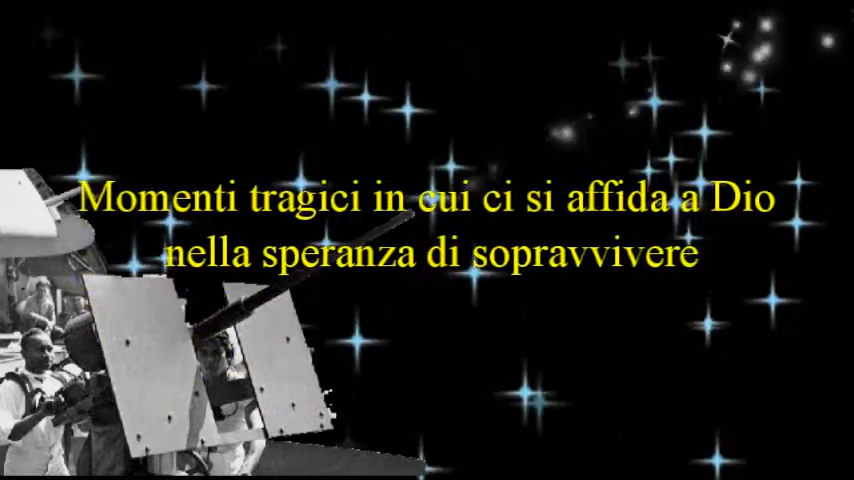 Momenti tragici in cui ci si affida a Dio
nella speranza di sopravvivere